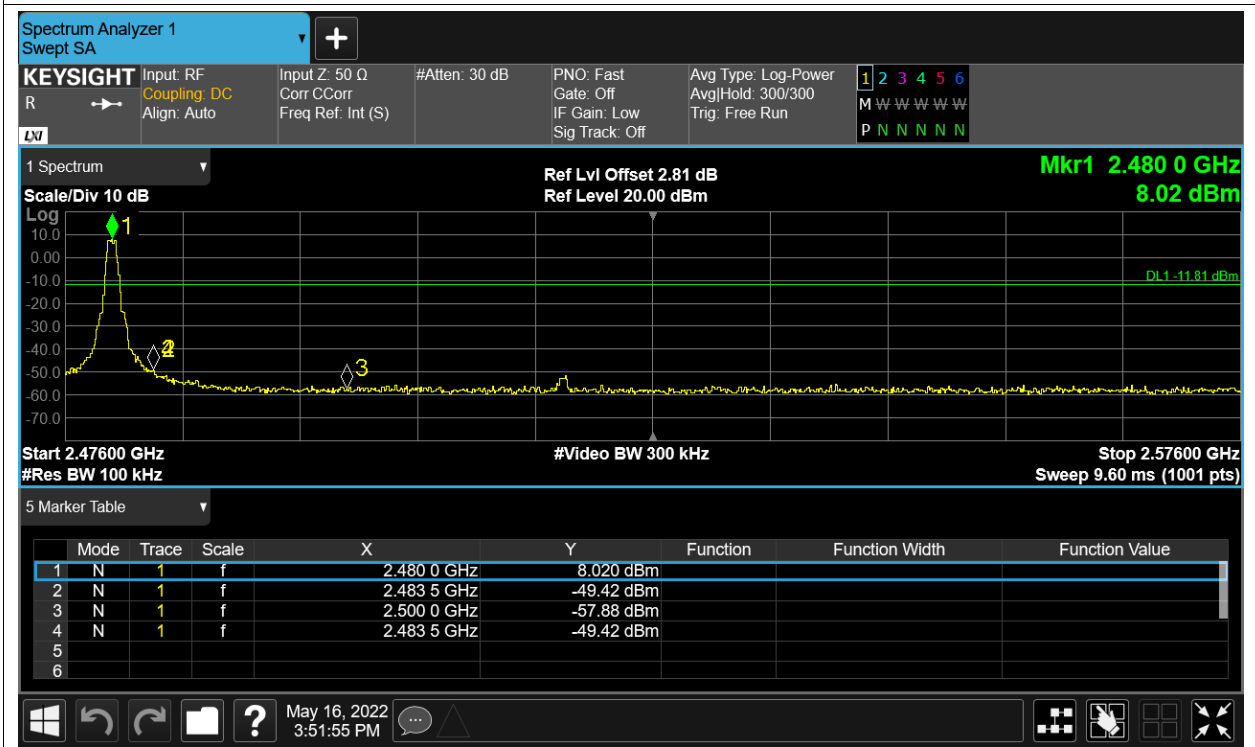 Spectrum Analyzer 1
Swept SA
+
KEYSIGHT Input: RF Input Z: 50 Ω #Atten: 30 dB PNO: Fast Avg Type: Log-Power 1 2 3 4 5 6
R Coupling: DC Corr CCorr Gate: Off Avg|Hold: 300/300 M W W W W W
Align: Auto Freq Ref: Int (S) IF Gain: Low Trig: Free Run
LXI Sig Track: Off P N N N N N
1 Spectrum Ref Lvl Offset 2.81 dB Mkr1 2.480 0 GHz
Scale/Div 10 dB Ref Level 20.00 dBm 8.02 dBm
Log
1
10.0
0.00
-10.0 DL1 -11.81 dBm
-20.0
-30.0
-40.0 2
-50.0 3
-60.0
-70.0
Start 2.47600 GHz #Video BW 300 kHz Stop 2.57600 GHz
#Res BW 100 kHz Sweep 9.60 ms (1001 pts)
5 Marker Table
Mode Trace Scale X Y Function Function Width Function Value
1 N 1 f 2.480 0 GHz 8.020 dBm
2 N 1 f 2.483 5 GHz -49.42 dBm
3 N 1 f 2.500 0 GHz -57.88 dBm
4 N 1 f 2.483 5 GHz -49.42 dBm
5
6
? May 16, 2022
3:51:55 PM